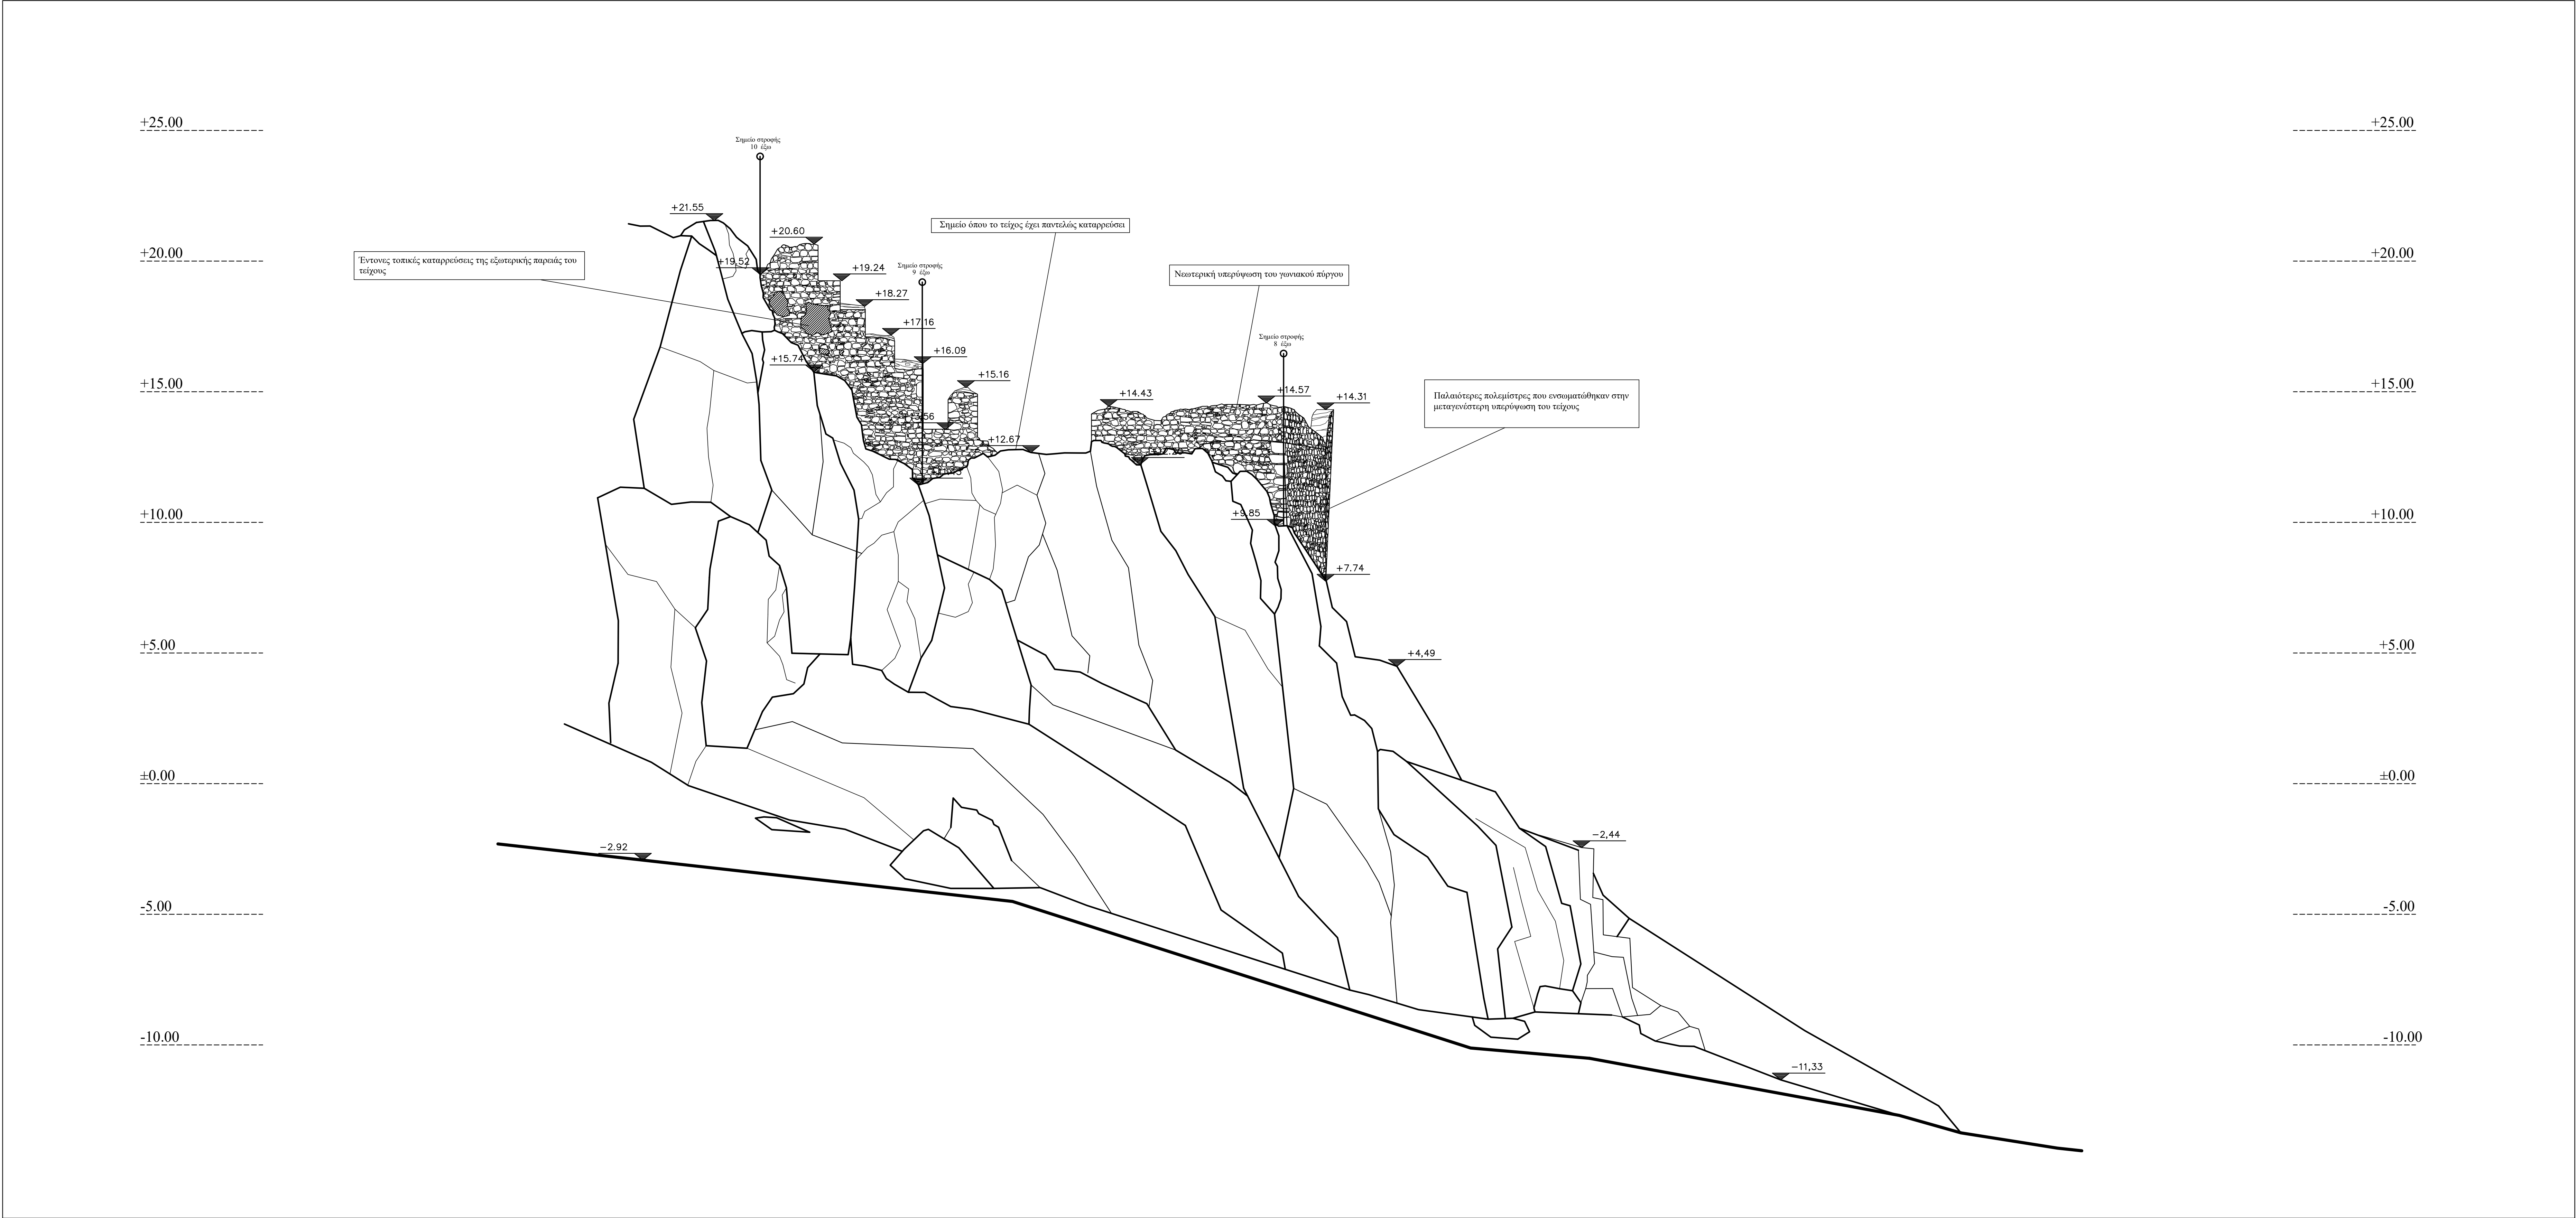 +25.00
+25.00
Σημείο στροφής
10 έξω
+21.55
Σημείο όπου το τείχος έχει παντελώς καταρρεύσει
+20.60
+20.00
+20.00
Έντονες τοπικές καταρρεύσεις της εξωτερικής παρειάς του
τείχους
+19,52
Σημείο στροφής
9 έξω
+19.24
Νεωτερική υπερύψωση του γωνιακού πύργου
+18.27
+17.16
Σημείο στροφής
8 έξω
+16.09
+15.74
+15.16
+15.00
+15.00
+14.43
+14.57
+14.31
Παλαιότερες πολεμίστρες που ενσωματώθηκαν στην
μεταγενέστερη υπερύψωση του τείχους
+12.67
+10.00
+10.00
+9,85
+7.74
+5.00
+5.00
+4,49
±0.00
±0.00
−2,44
−2.92
-5.00
-5.00
-10.00
-10.00
−11,33